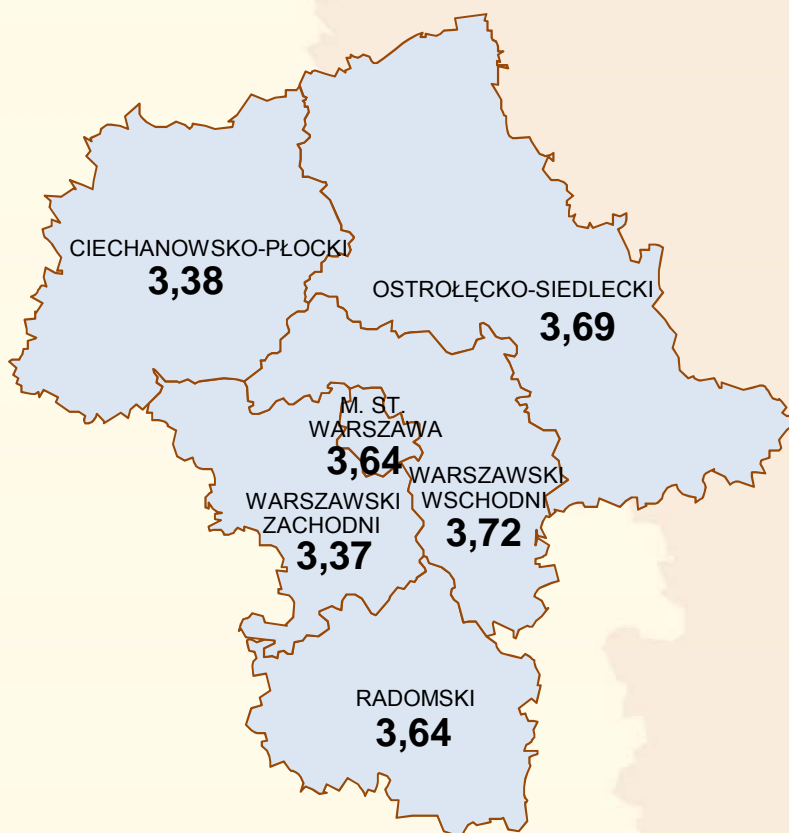 CIECHANOWSKO-PŁOCKI
3,38
OSTROŁĘCKO-SIEDLECKI
3,69
M. ST.
WARSZAWA
3,64
WARSZAWSKI
WSCHODNI
3,72
WARSZAWSKI
ZACHODNI
3,37
RADOMSKI
3,64